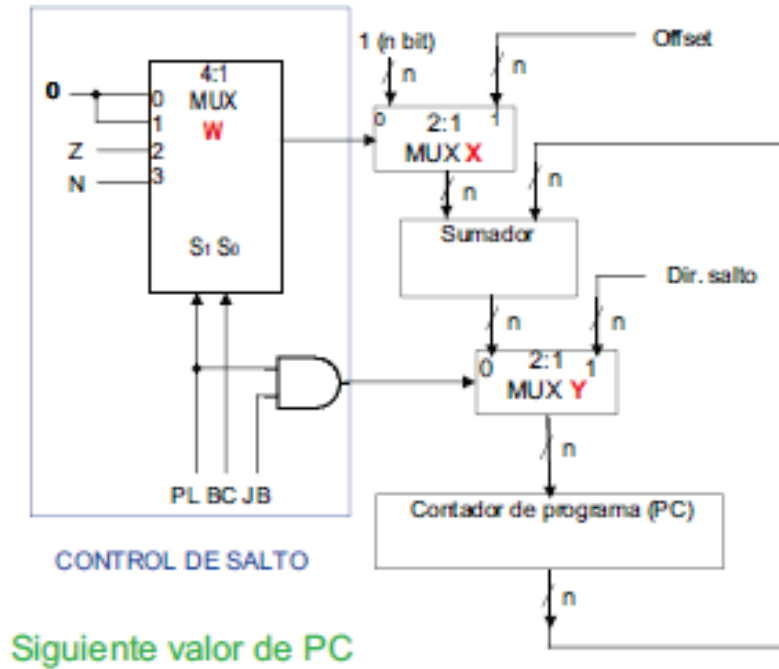 1 (n bit)
Offset
n
n
4:1
MUX
W
0
0
1
2
3
Z
N
S1 S0
0
2:1
1
MUX X
n
n
Sumador
Dir. salto
n
n
0
2:1
1
MUX Y
n
PL BC JB
Contador de programa (PC)
n
CONTROL DE SALTO
Siguiente valor de PC